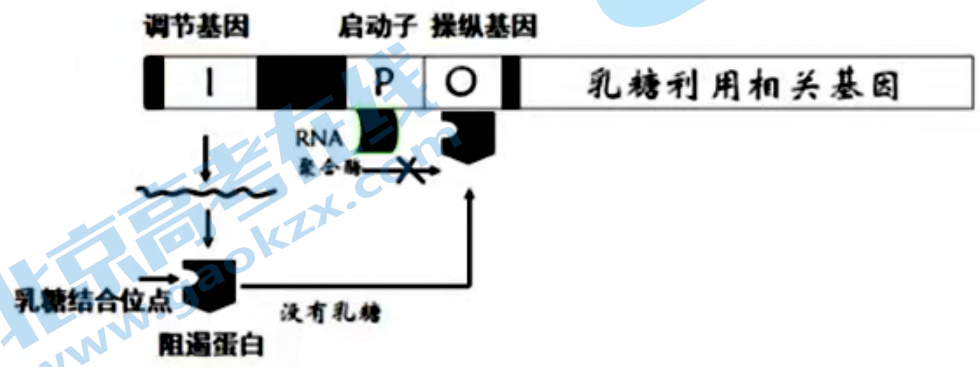 调节基因 启动子 操纵基因
I P O 乳糖利用相关基因
RNA
聚合酶
乳糖结合位点
没有乳糖
阻遏蛋白
北京高考在线
www.gaokzx.com